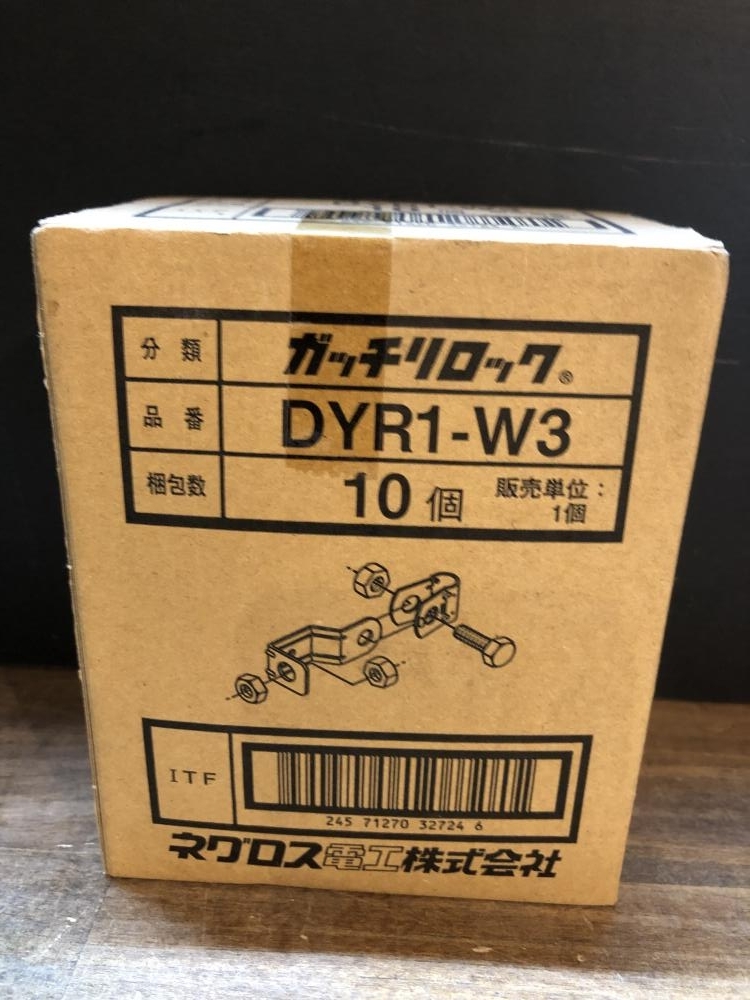 分類 ガッチリロック®
品番 DYR1-W3
梱包数 10個 販売単位：
1個
ITF
245 71270 32724 6
ネグロス電工株式会社